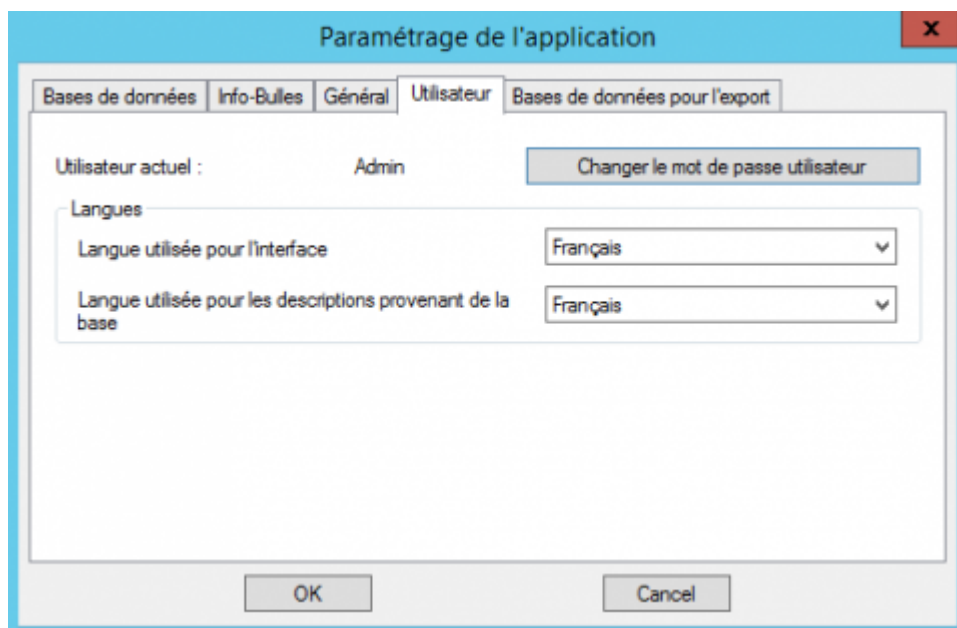 Paramétrage de l'application
x
Bases de données Info-Bulles Général Utilisateur Bases de données pour l'export
Utilisateur actuel : Admin Changer le mot de passe utilisateur
Langues
Langue utilisée pour l'interface Français
Langue utilisée pour les descriptions provenant de la
base
Français
OK Cancel